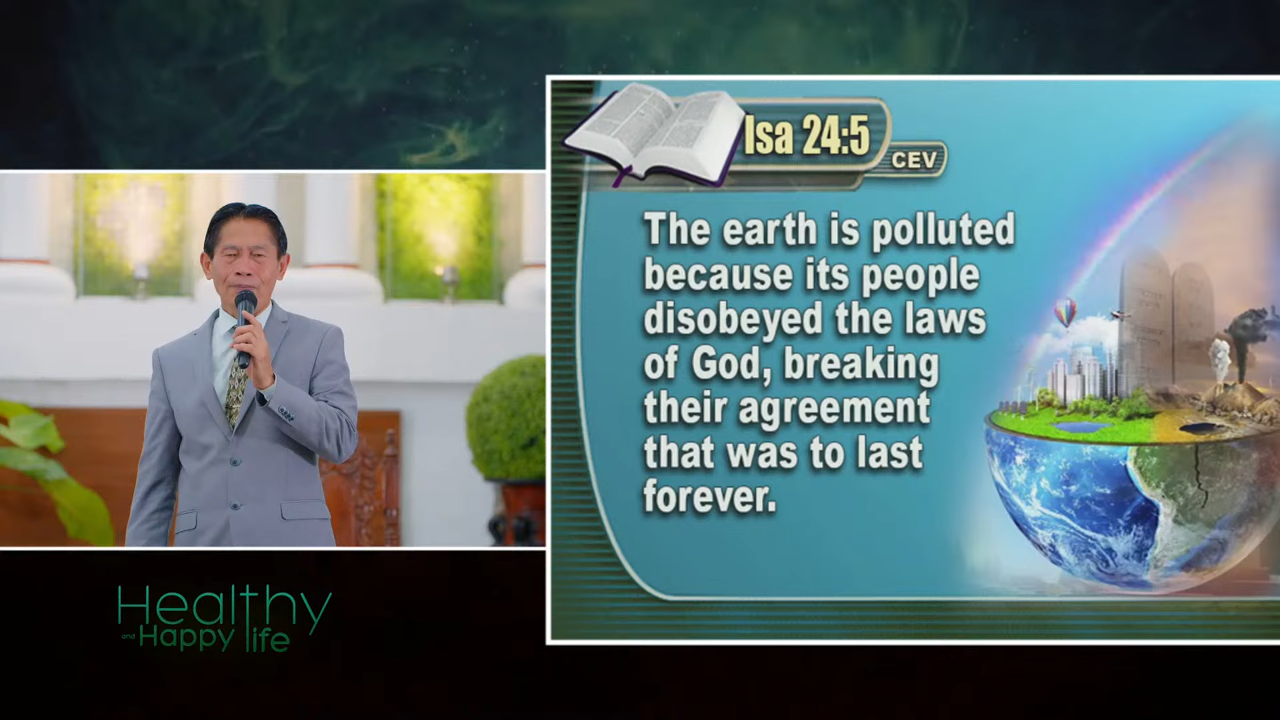 Isa 24:5
CEV
The earth is polluted
because its people
disobeyed the laws
of God, breaking
their agreement
that was to last
forever.
Healthy
and Happy life